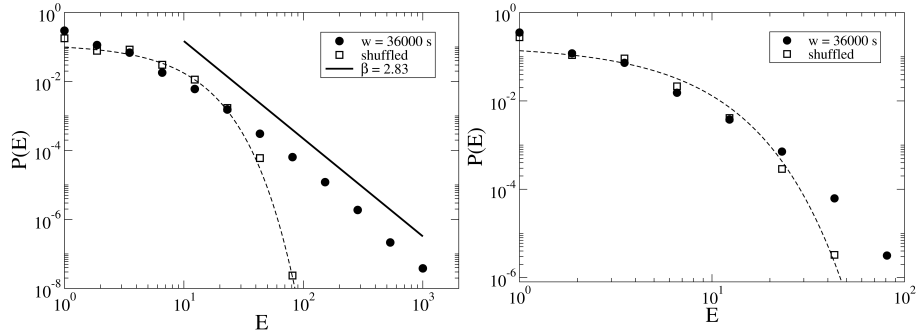 10^0
10^-2
10^-4
10^-6
10^-8
P(E)
w = 36000 s
shuffled
β = 2.83
10^0
10^1
10^2
10^3
E
10^0
10^-2
10^-4
10^-6
P(E)
w = 36000 s
shuffled
10^0
10^1
10^2
E